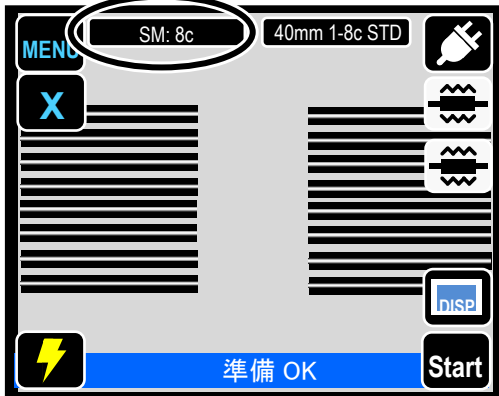 MENU
SM: 8c
40mm 1-8c STD
X
DISP
準備 OK
Start